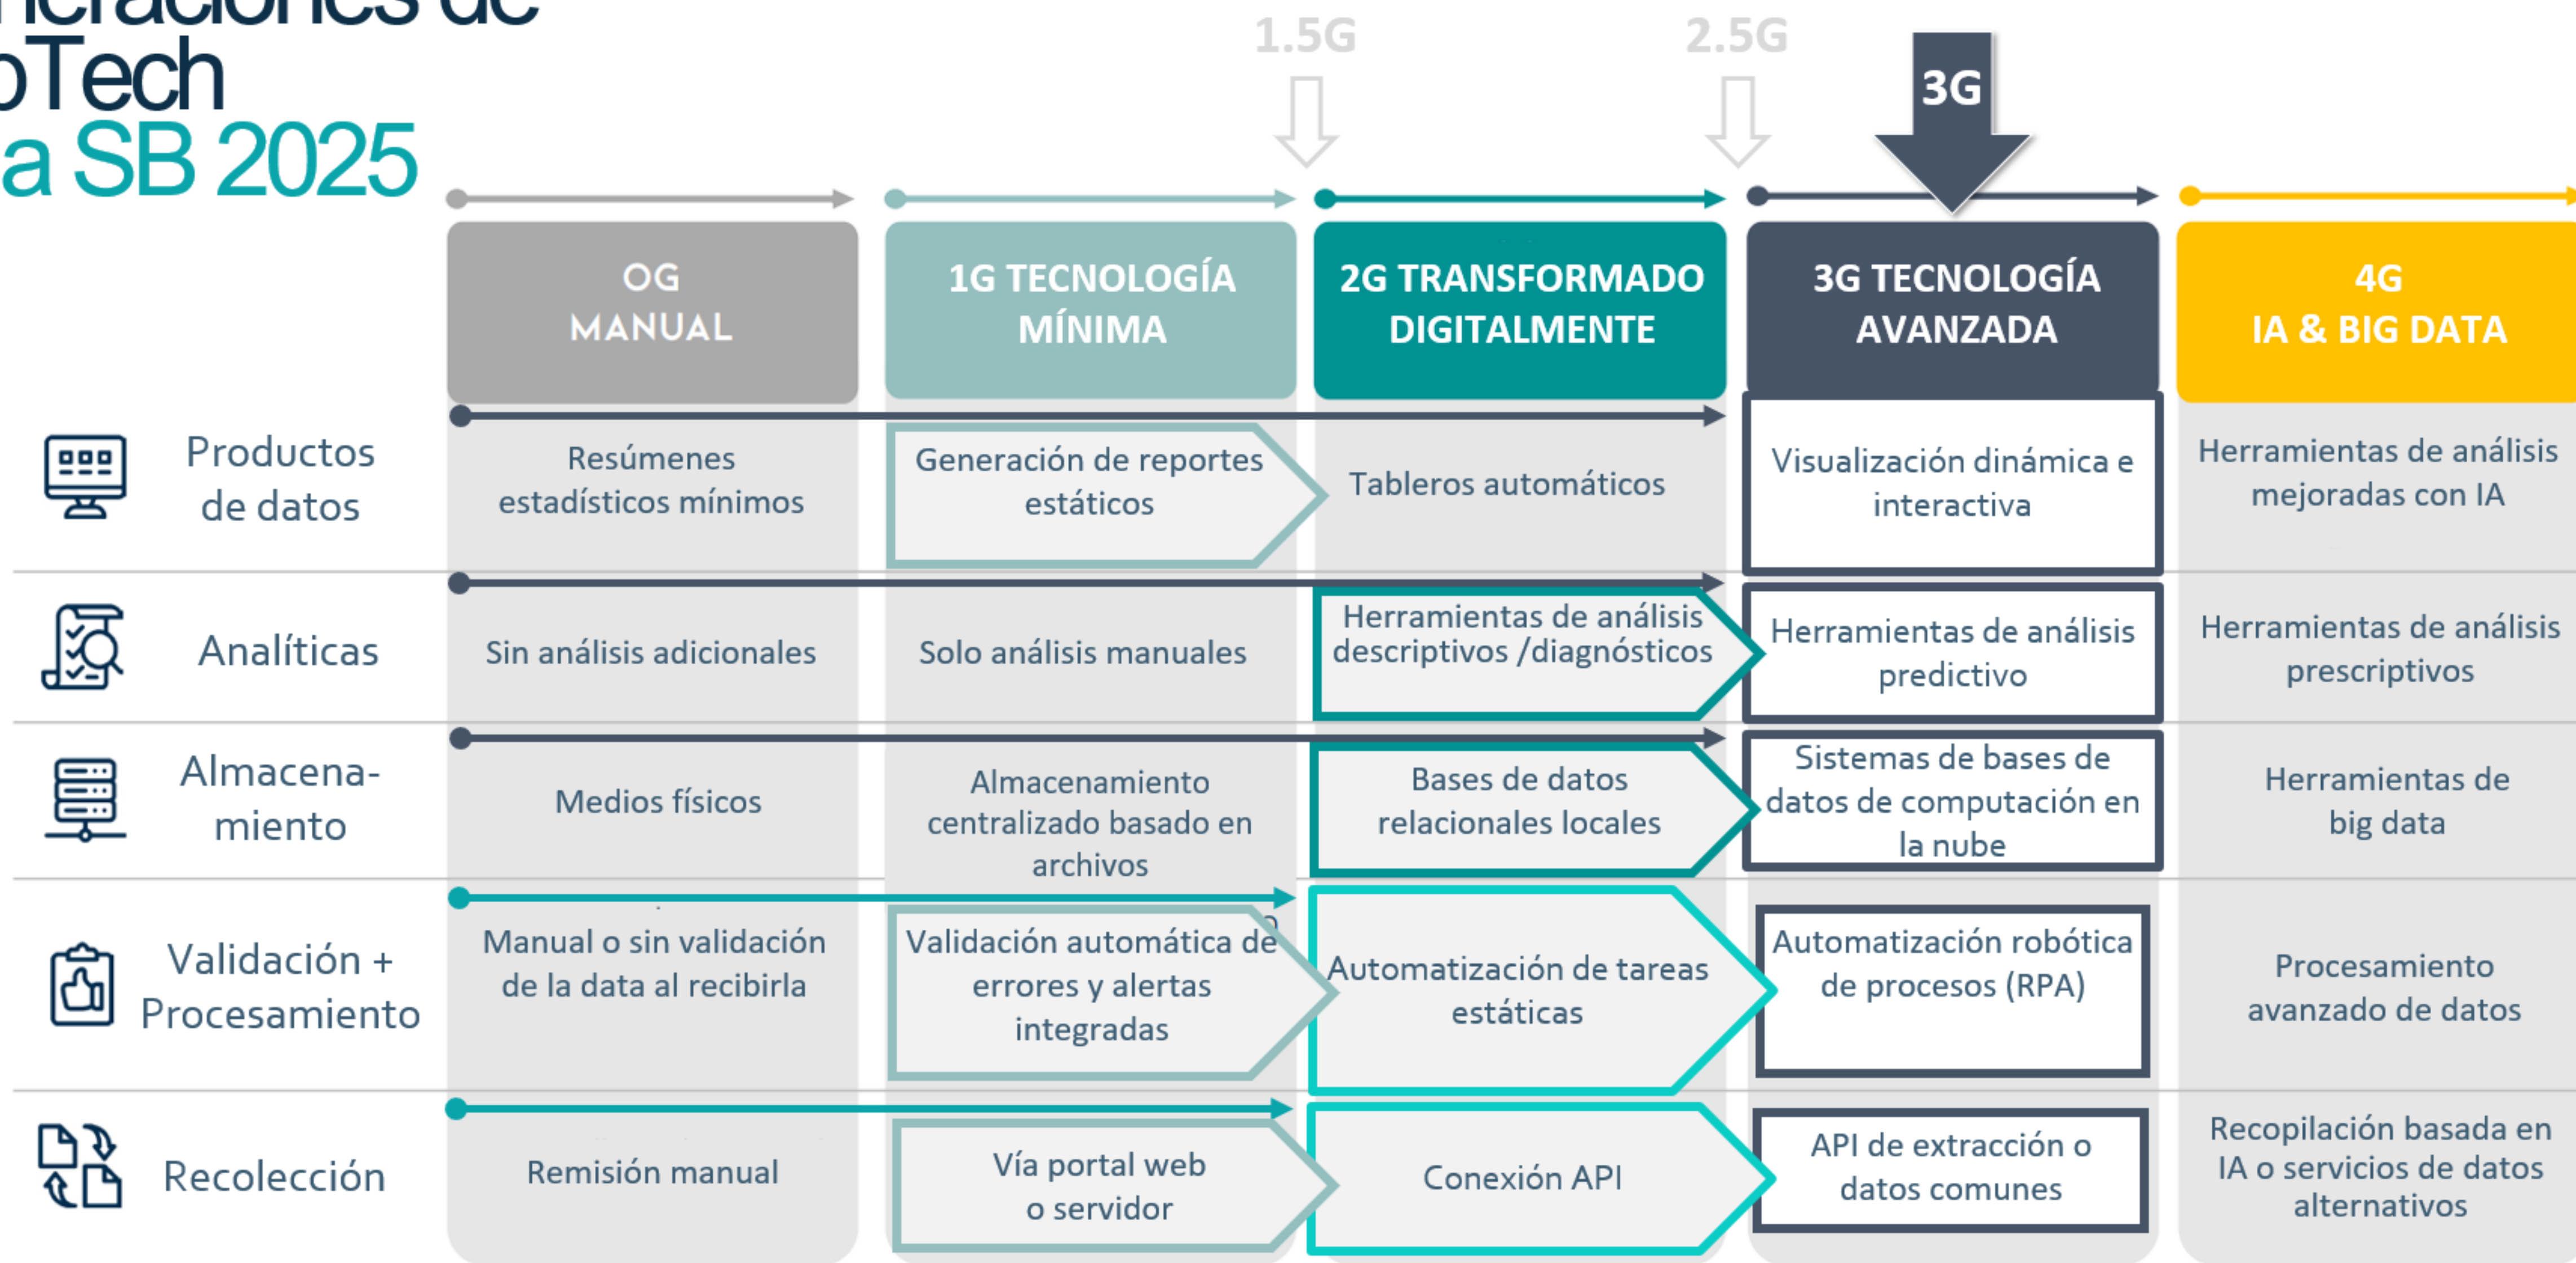 neraciones de
oTech
a SB 2025
1.5G
2.5G
3G
OG
MANUAL
1G TECNOLOGÍA
MÍNIMA
2G TRANSFORMADO
DIGITALMENTE
3G TECNOLOGÍA
AVANZADA
4G
IA & BIG DATA
Productos
de datos
Resúmenes
estadísticos mínimos
Generación de reportes
estáticos
Tableros automáticos
Visualización dinámica e
interactiva
Herramientas de análisis
mejoradas con IA
Analíticas
Sin análisis adicionales
Solo análisis manuales
Herramientas de análisis
descriptivos /diagnósticos
Herramientas de análisis
predictivo
Herramientas de análisis
prescriptivos
Almacena-
miento
Medios físicos
Almacenamiento
centralizado basado en
archivos
Bases de datos
relacionales locales
Sistemas de bases de
datos de computación en
la nube
Herramientas de
big data
Validación +
Procesamiento
Manual o sin validación
de la data al recibirla
Validación automática de
errores y alertas
integradas
Automatización de tareas
estáticas
Automatización robótica
de procesos (RPA)
Procesamiento
avanzado de datos
Recolección
Remisión manual
Vía portal web
o servidor
Conexión API
API de extracción o
datos comunes
Recopilación basada en
IA o servicios de datos
alternativos